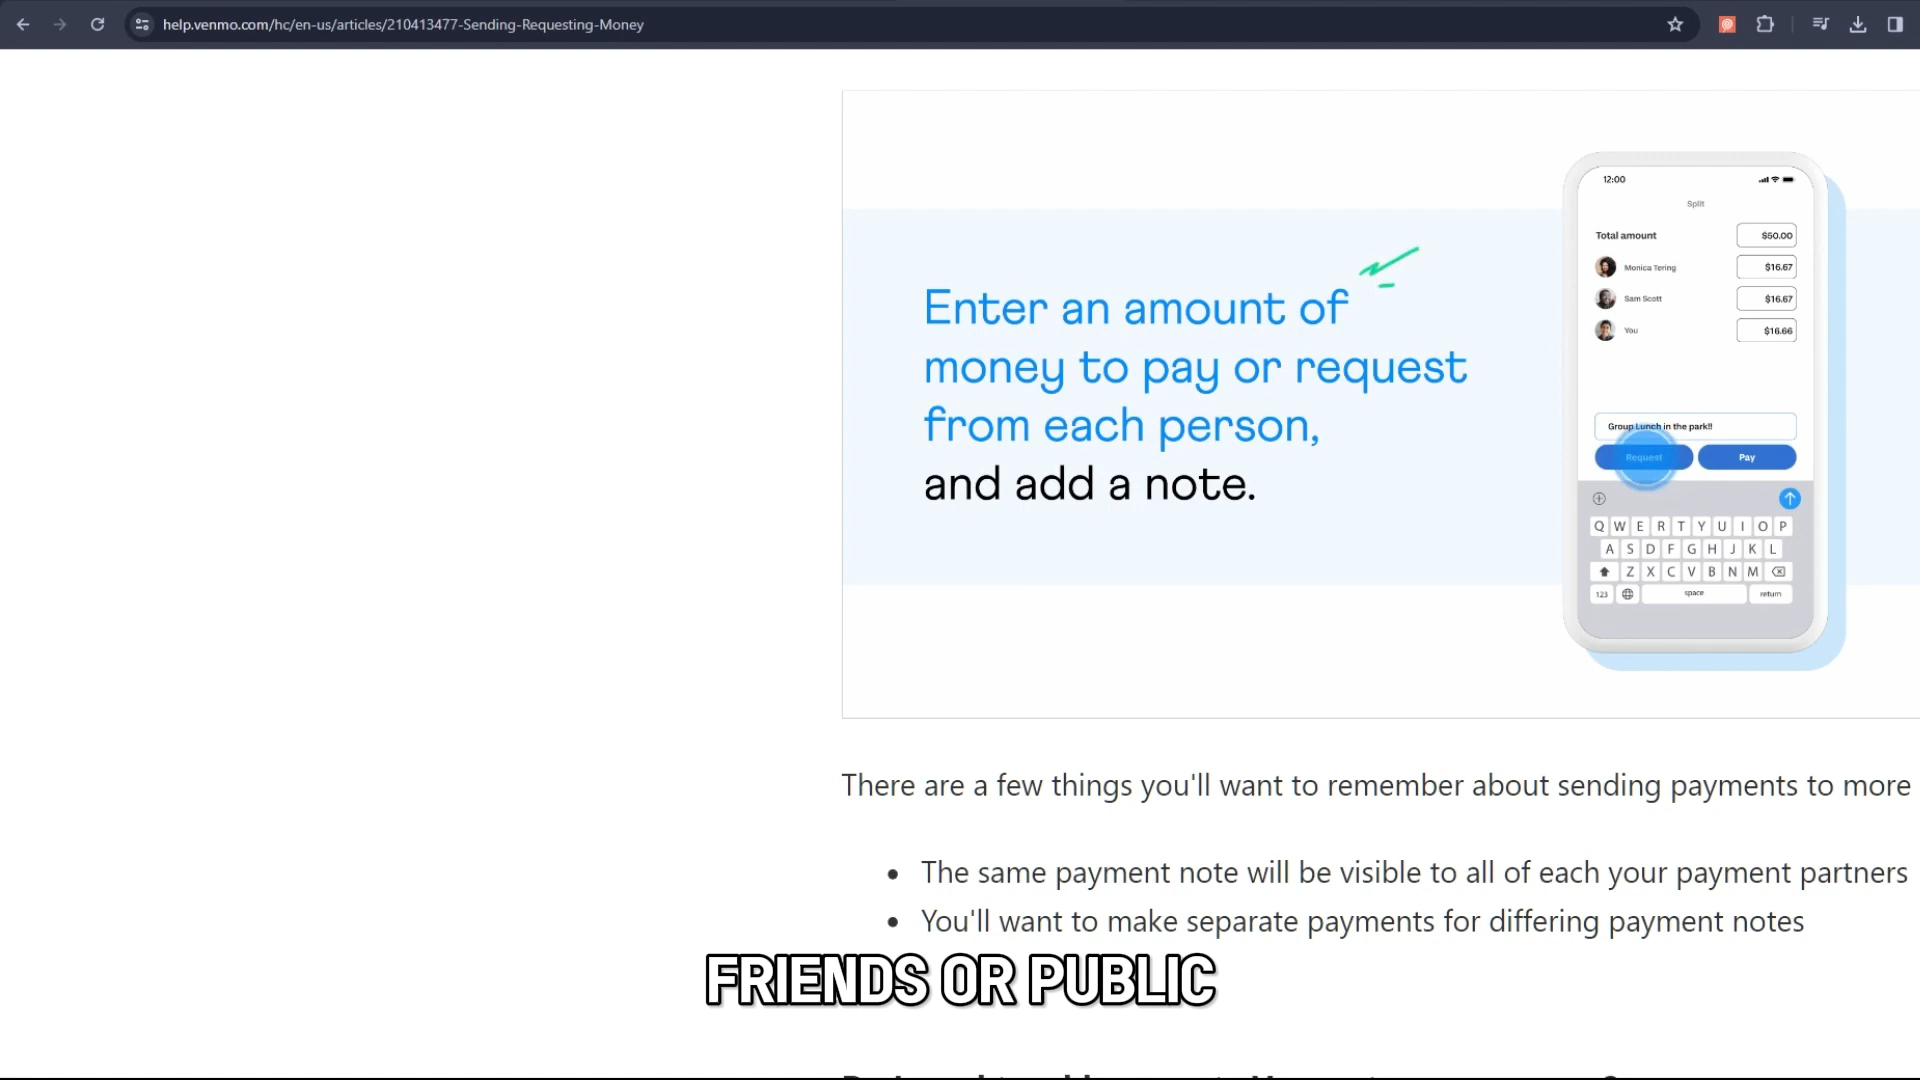 help.venmo.com/hc/en-us/articles/210413477-Sending-Requesting-Money
12:00
Split
Total amount $50.00
Monica Tering $16.67
Sam Scott $16.67
You $16.66
Enter an amount of
money to pay or request
from each person,
and add a note.
Group Lunch in the park!!
Request Pay
Q W E R T Y U I O P
A S D F G H J K L
Z X C V B N M
123 space return
There are a few things you'll want to remember about sending payments to more
The same payment note will be visible to all of each your payment partners
You'll want to make separate payments for differing payment notes
FRIENDS OR PUBLIC